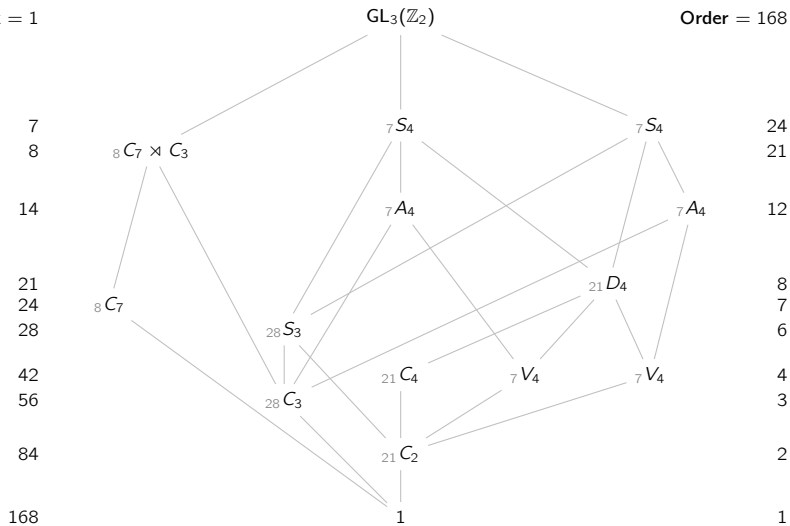 = 1 GL₃(ℤ₂) Order = 168
7 ₇S₄ ₇S₄ 24
8 ₈C₇ ⋊ C₃ 21
14 ₇A₄ ₇A₄ 12
21 ₂₁D₄ 8
24 ₈C₇ 7
28 ₂₈S₃ 6
42 ₂₁C₄ ₇V₄ ₇V₄ 4
56 ₂₈C₃ 3
84 ₂₁C₂ 2
168 1 1